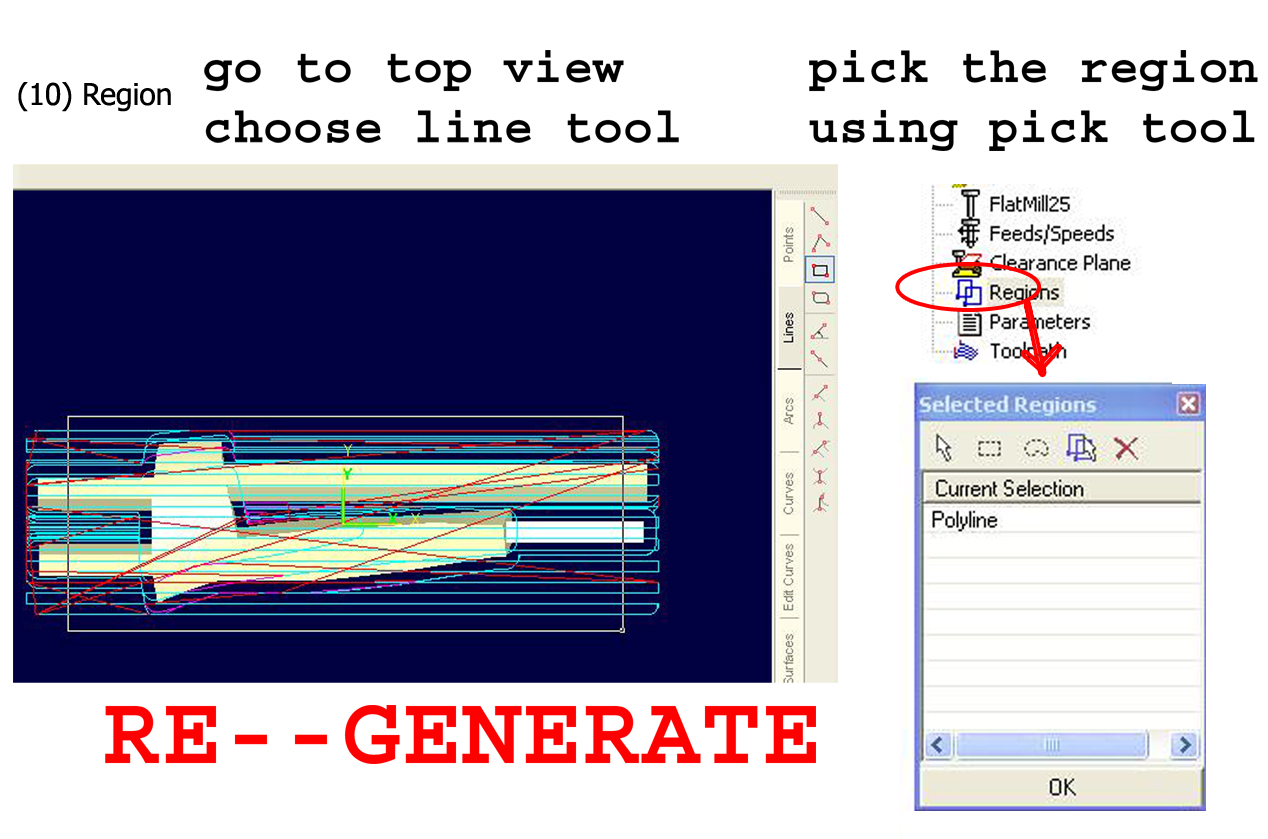 (10) Region
go to top view
choose line tool
pick the region
using pick tool
Points
Lines
Arcs
Curves
Edit Curves
Surfaces
Y
Y
X
X
FlatMill25
Feeds/Speeds
Clearance Plane
Regions
Parameters
Toolpath
Selected Regions
Current Selection
Polyline
OK
RE--GENERATE